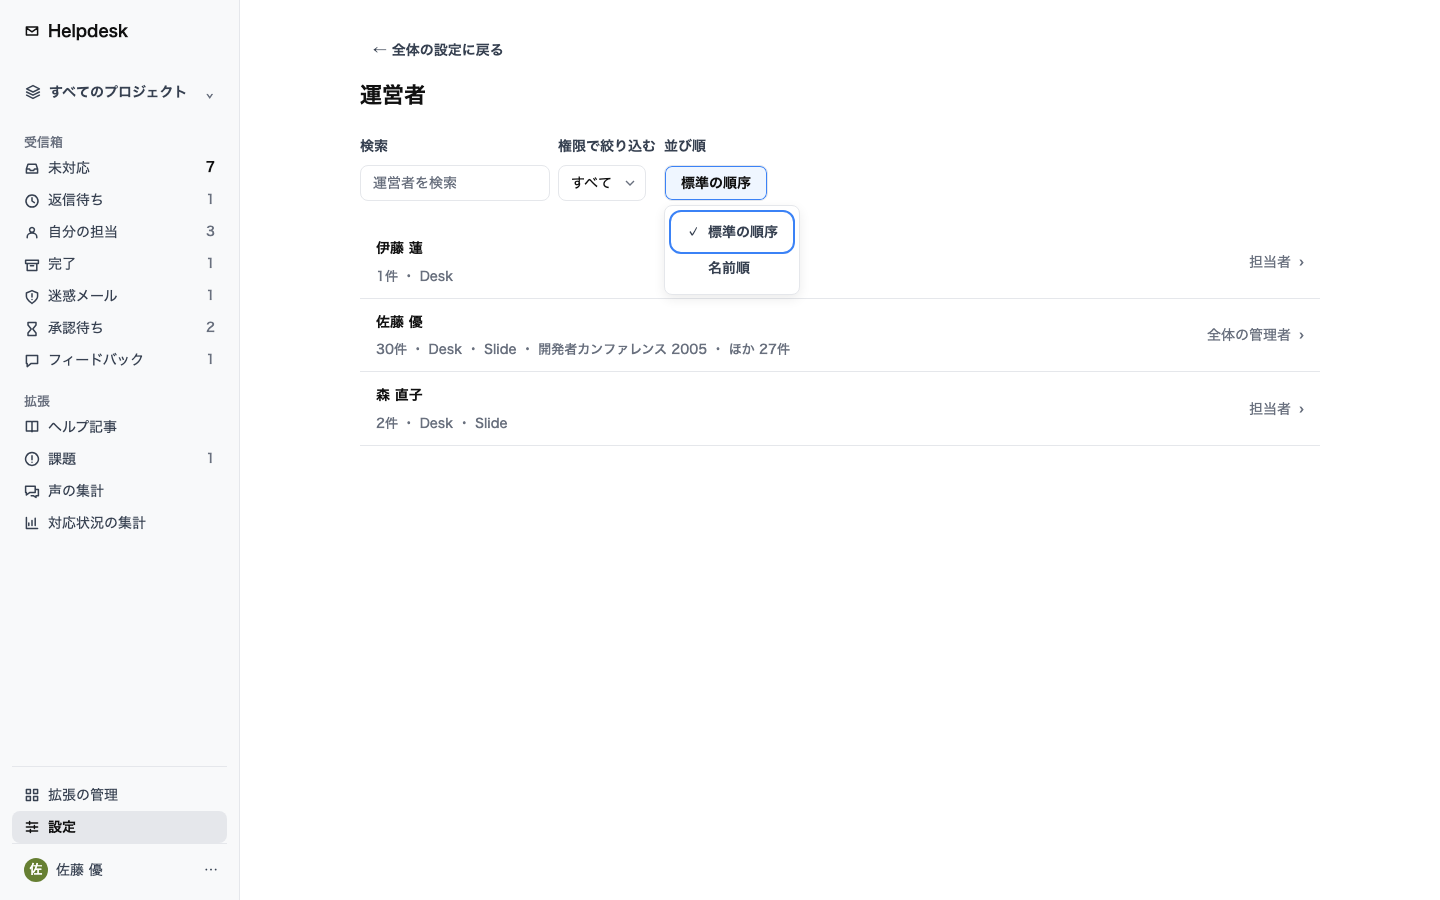 Helpdesk
すべてのプロジェクト
受信箱
未対応 7
返信待ち 1
自分の担当 3
完了 1
迷惑メール 1
承認待ち 2
フィードバック 1
拡張
ヘルプ記事
課題 1
声の集計
対応状況の集計
拡張の管理
設定
佐 佐藤 優 …
← 全体の設定に戻る
運営者
検索 権限で絞り込む 並び順
運営者を検索 すべて 標準の順序
✓ 標準の順序
名前順
伊藤 蓮
1件 ・ Desk
担当者 ›
佐藤 優
30件 ・ Desk ・ Slide ・ 開発者カンファレンス 2005 ・ ほか 27件
全体の管理者 ›
森 直子
2件 ・ Desk ・ Slide
担当者 ›